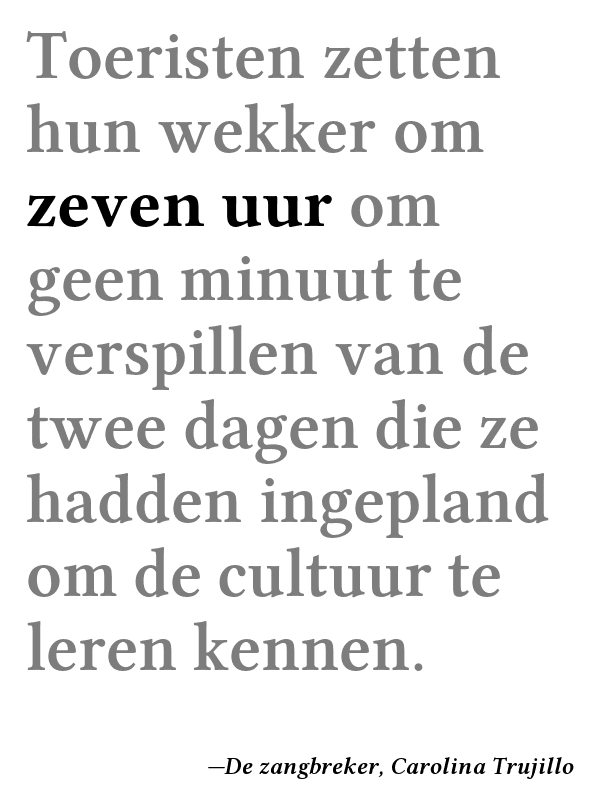 Toeristen zetten
hun wekker om
zeven uur om
geen minuut te
verspillen van de
twee dagen die ze
hadden ingepland
om de cultuur te
leren kennen.
—De zangbreker, Carolina Trujillo